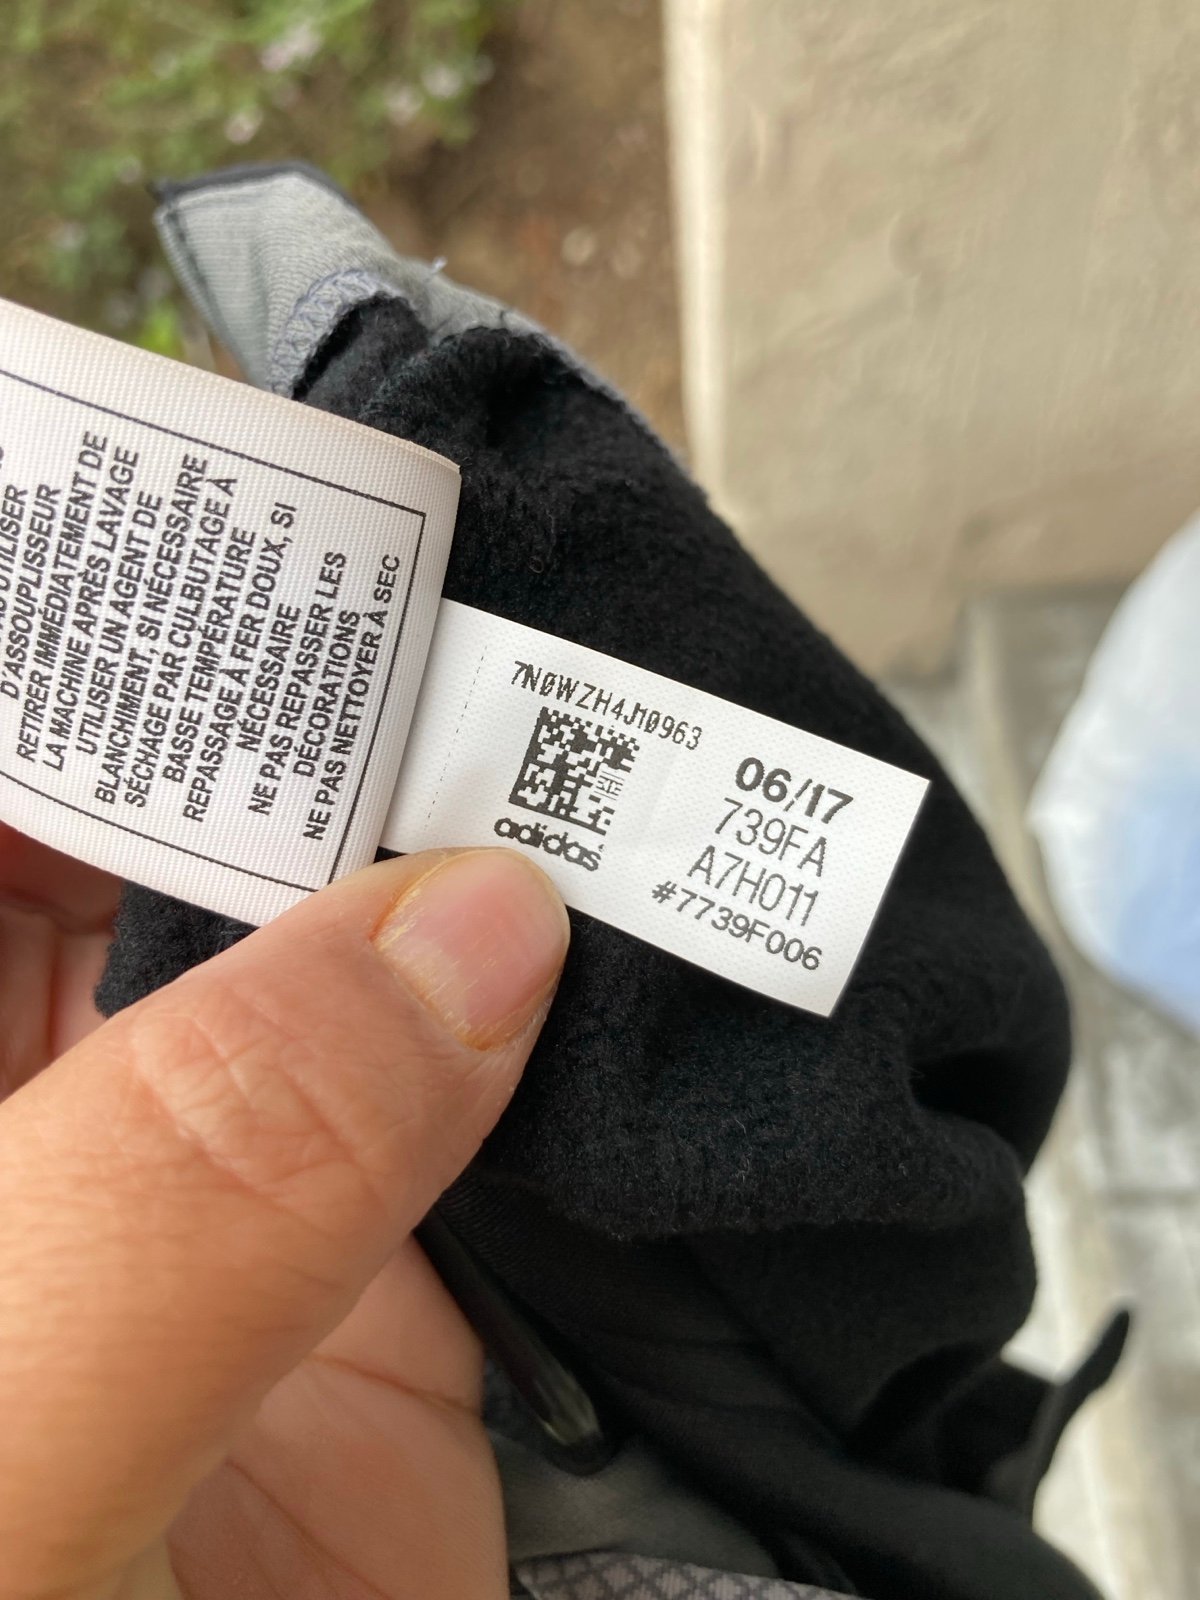 UTILISER
D'ASSOUPLISSEUR
RETIRER IMMÉDIATEMENT DE
LA MACHINE APRÈS LAVAGE
UTILISER UN AGENT DE
BLANCHIMENT, SI NÉCESSAIRE
SÉCHAGE PAR CULBUTAGE À
BASSE TEMPÉRATURE
REPASSAGE À FER DOUX, SI
NÉCESSAIRE
NE PAS REPASSER LES
DÉCORATIONS
NE PAS NETTOYER À SEC
7N0WZH4JM0963
adidas
06/17
739FA
A7H011
#7739F006